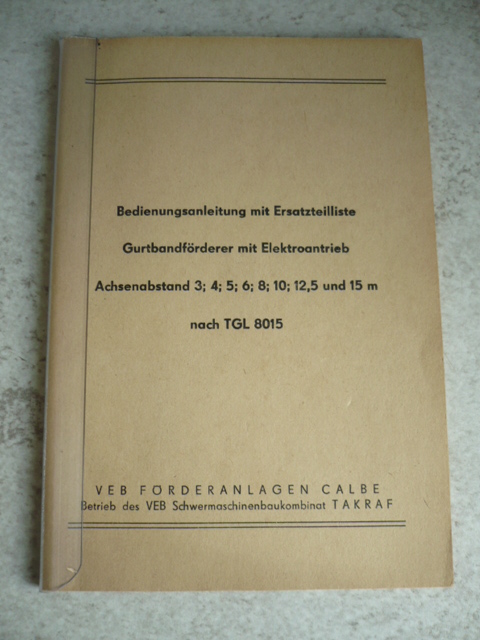 Bedienungsanleitung mit Ersatzteilliste
Gurtbandförderer mit Elektroantrieb
Achsenabstand 3; 4; 5; 6; 8; 10; 12,5 und 15 m
nach TGL 8015
VEB FÖRDERANLAGEN CALBE
Betrieb des VEB Schwermaschinenbaukombinat TAKRAF